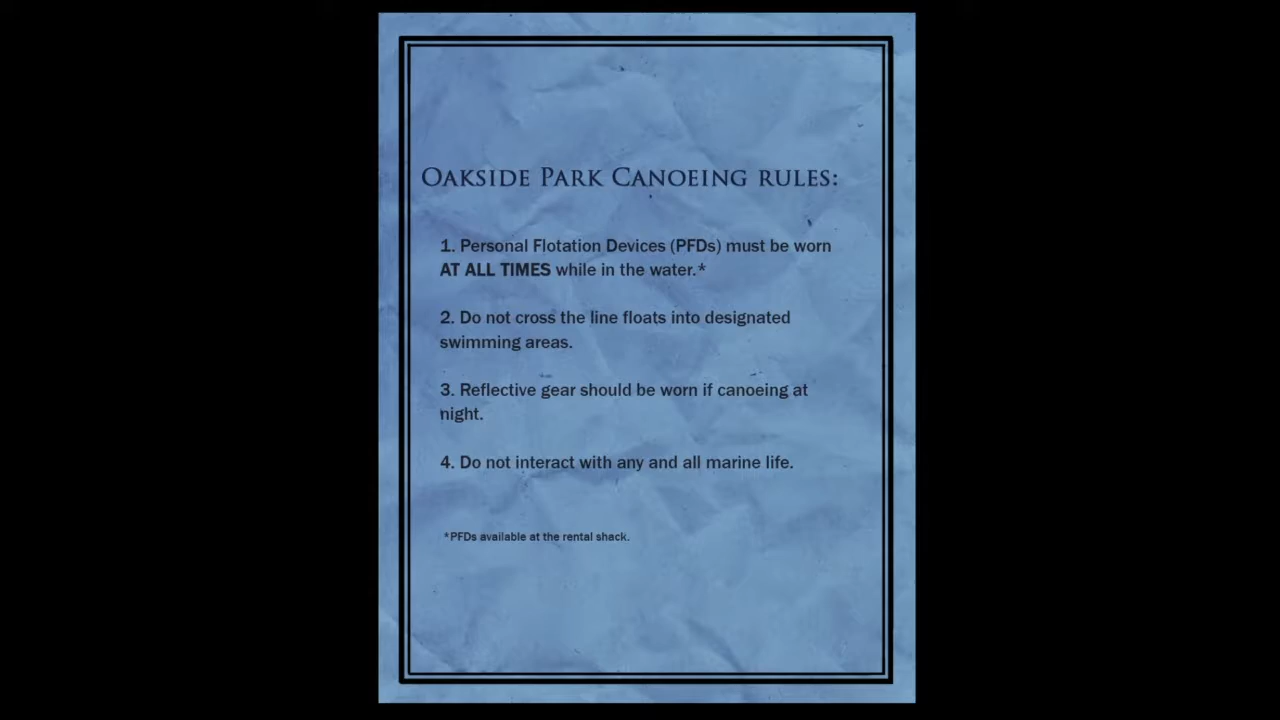 Oakside Park Canoeing rules:
1. Personal Flotation Devices (PFDs) must be worn
AT ALL TIMES while in the water.*
2. Do not cross the line floats into designated
swimming areas.
3. Reflective gear should be worn if canoeing at
night.
4. Do not interact with any and all marine life.
*PFDs available at the rental shack.